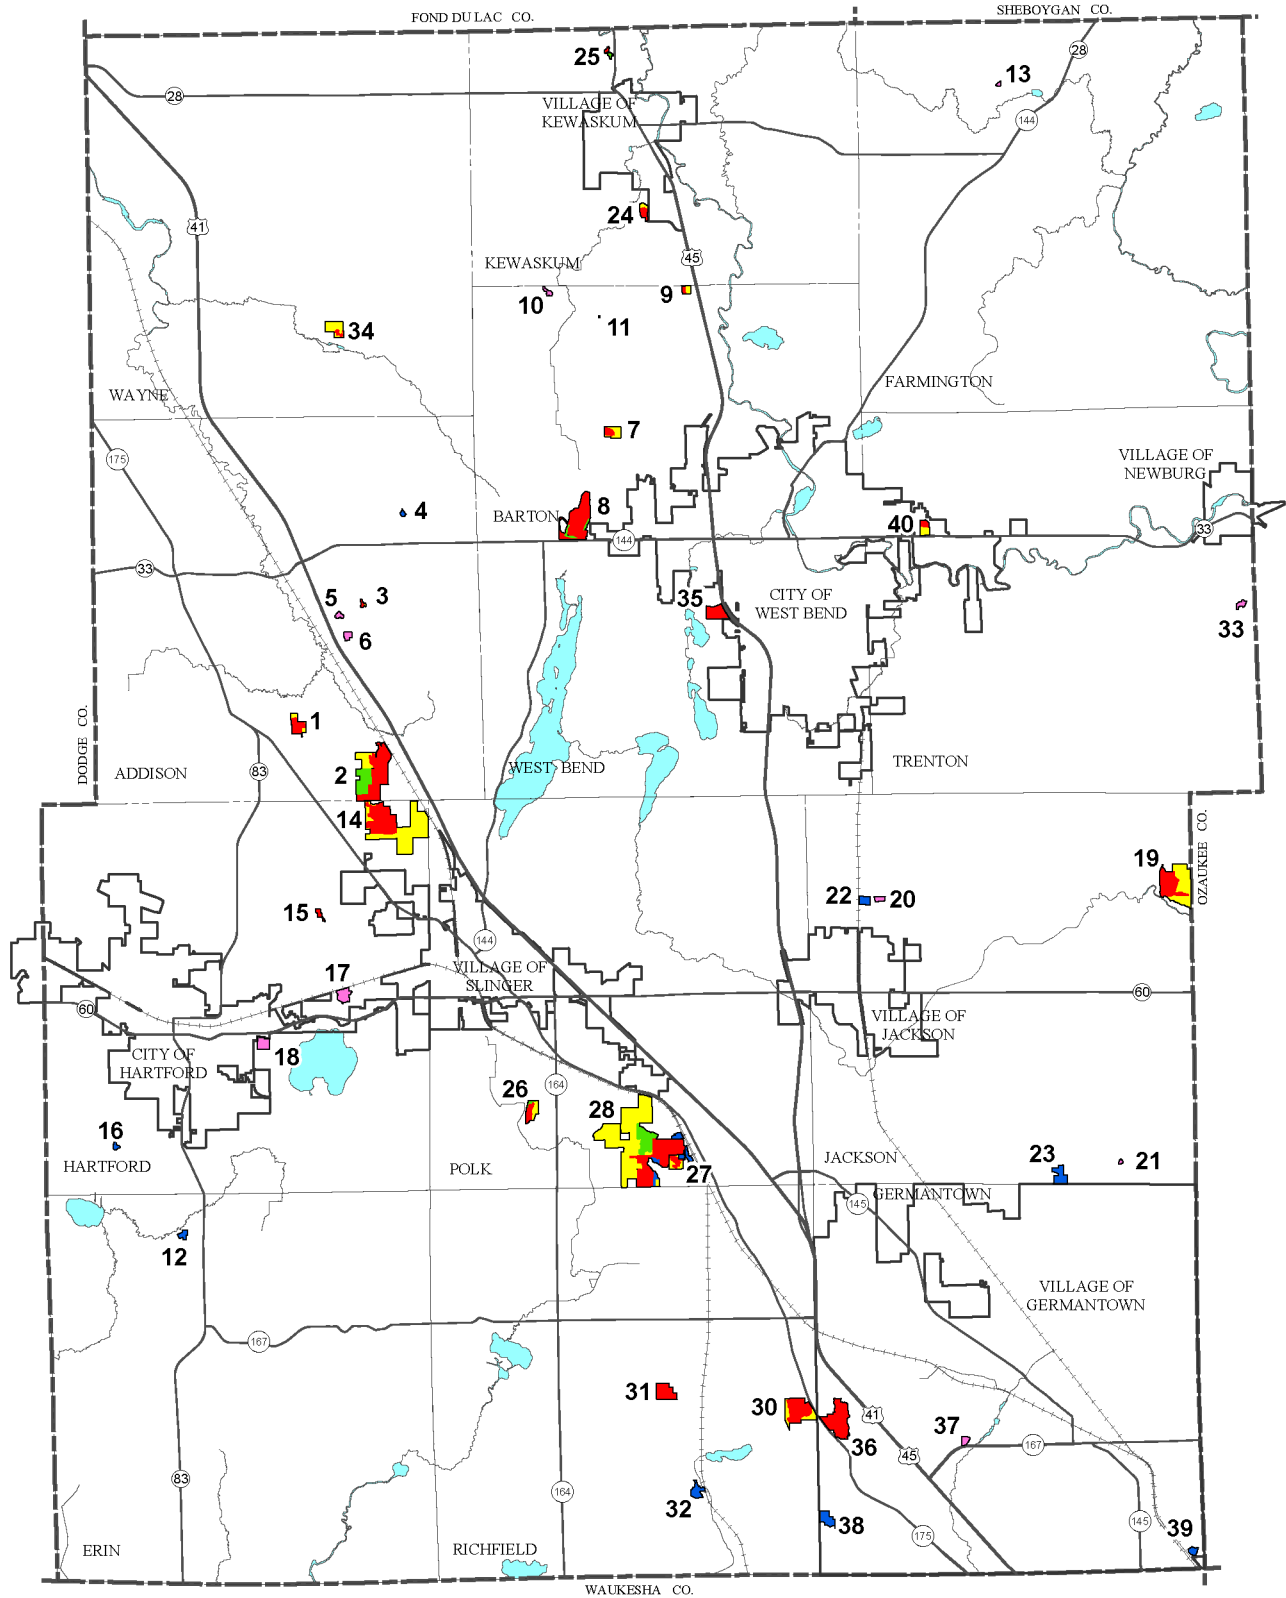 FOND DU LAC CO.
SHEBOYGAN CO.
25
28
13
28
VILLAGE OF
KEWASKUM
144
24
41
KEWASKUM
45
10
9
11
34
WAYNE
FARMINGTON
7
175
VILLAGE OF
NEWBURG
4
BARTON
8
40
33
144
33
5
3
35
CITY OF
WEST BEND
6
33
1
DODGE CO.
ADDISON
83
2
WEST BEND
TRENTON
14
OZAUKEE CO.
19
22
20
15
144
VILLAGE OF
SLINGER
17
60
60
VILLAGE OF
JACKSON
CITY OF
HARTFORD
18
164
26
28
16
HARTFORD
POLK
27
JACKSON
23
21
GERMANTOWN
145
12
VILLAGE OF
GERMANTOWN
167
31
30
41
36
37
167
45
83
164
32
38
175
145
39
ERIN
RICHFIELD
WAUKESHA CO.